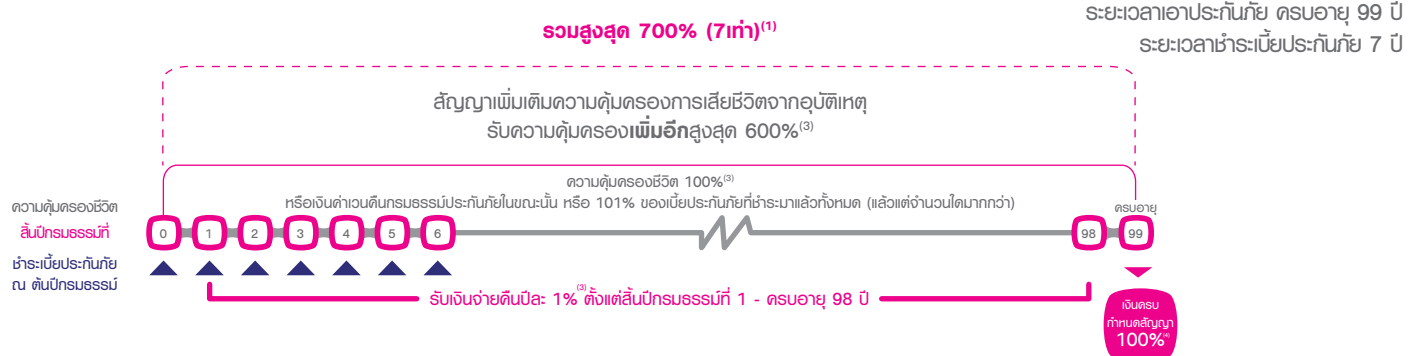 ระยะเวลาเอาประกันภัย ครบอายุ 99 ปี
ระยะเวลาชำระเบี้ยประกันภัย 7 ปี
รวมสูงสุด 700% (7เท่า)(1)
สัญญาเพิ่มเติมความคุ้มครองการเสียชีวิตจากอุบัติเหตุ
รับความคุ้มครองเพิ่มอีกสูงสุด 600%(3)
ความคุ้มครองชีวิต 100%(3)
หรือเงินค่าเวนคืนกรมธรรม์ประกันภัยในขณะนั้น หรือ 101% ของเบี้ยประกันภัยที่ชำระมาแล้วทั้งหมด (แล้วแต่จำนวนใดมากกว่า)
ความคุ้มครองชีวิต
ครบอายุ
สิ้นปีกรมธรรม์ที่
0 1 2 3 4 5 6 98 99
ชำระเบี้ยประกันภัย
ณ ต้นปีกรมธรรม์
รับเงินจ่ายคืนปีละ 1%(3) ตั้งแต่สิ้นปีกรมธรรม์ที่ 1 - ครบอายุ 98 ปี
เงินครบ
กำหนดสัญญา
100%(4)